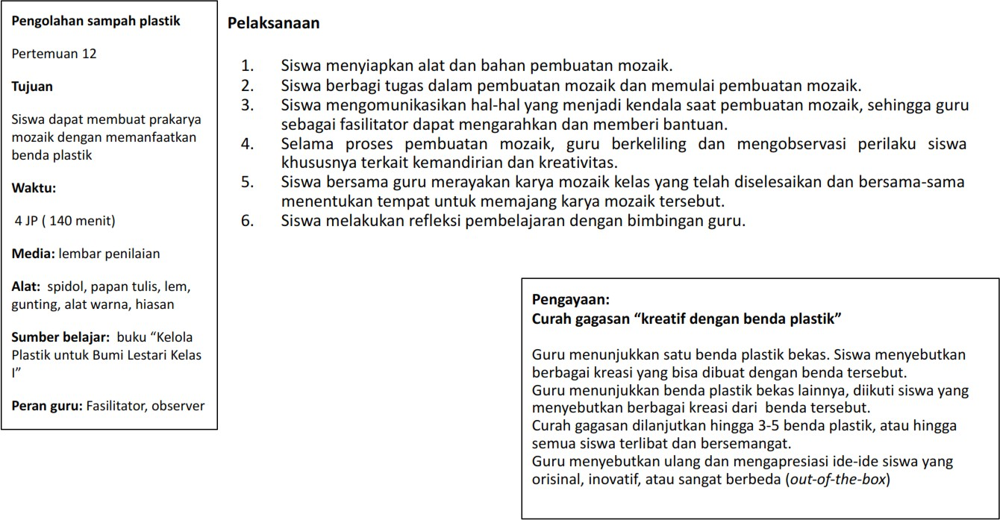 Pengolahan sampah plastik
Pertemuan 12
Tujuan
Siswa dapat membuat prakarya
mozaik dengan memanfaatkan
benda plastik
Waktu:
4 JP ( 140 menit)
Media: lembar penilaian
Alat: spidol, papan tulis, lem,
gunting, alat warna, hiasan
Sumber belajar: buku “Kelola
Plastik untuk Bumi Lestari Kelas
I”
Peran guru: Fasilitator, observer
Pelaksanaan
1. Siswa menyiapkan alat dan bahan pembuatan mozaik.
2. Siswa berbagi tugas dalam pembuatan mozaik dan memulai pembuatan mozaik.
3. Siswa mengomunikasikan hal-hal yang menjadi kendala saat pembuatan mozaik, sehingga guru
sebagai fasilitator dapat mengarahkan dan memberi bantuan.
4. Selama proses pembuatan mozaik, guru berkeliling dan mengobservasi perilaku siswa
khususnya terkait kemandirian dan kreativitas.
5. Siswa bersama guru merayakan karya mozaik kelas yang telah diselesaikan dan bersama-sama
menentukan tempat untuk memajang karya mozaik tersebut.
6. Siswa melakukan refleksi pembelajaran dengan bimbingan guru.
Pengayaan:
Curah gagasan “kreatif dengan benda plastik”
Guru menunjukkan satu benda plastik bekas. Siswa menyebutkan
berbagai kreasi yang bisa dibuat dengan benda tersebut.
Guru menunjukkan benda plastik bekas lainnya, diikuti siswa yang
menyebutkan berbagai kreasi dari benda tersebut.
Curah gagasan dilanjutkan hingga 3-5 benda plastik, atau hingga
semua siswa terlibat dan bersemangat.
Guru menyebutkan ulang dan mengapresiasi ide-ide siswa yang
orisinal, inovatif, atau sangat berbeda (out-of-the-box)